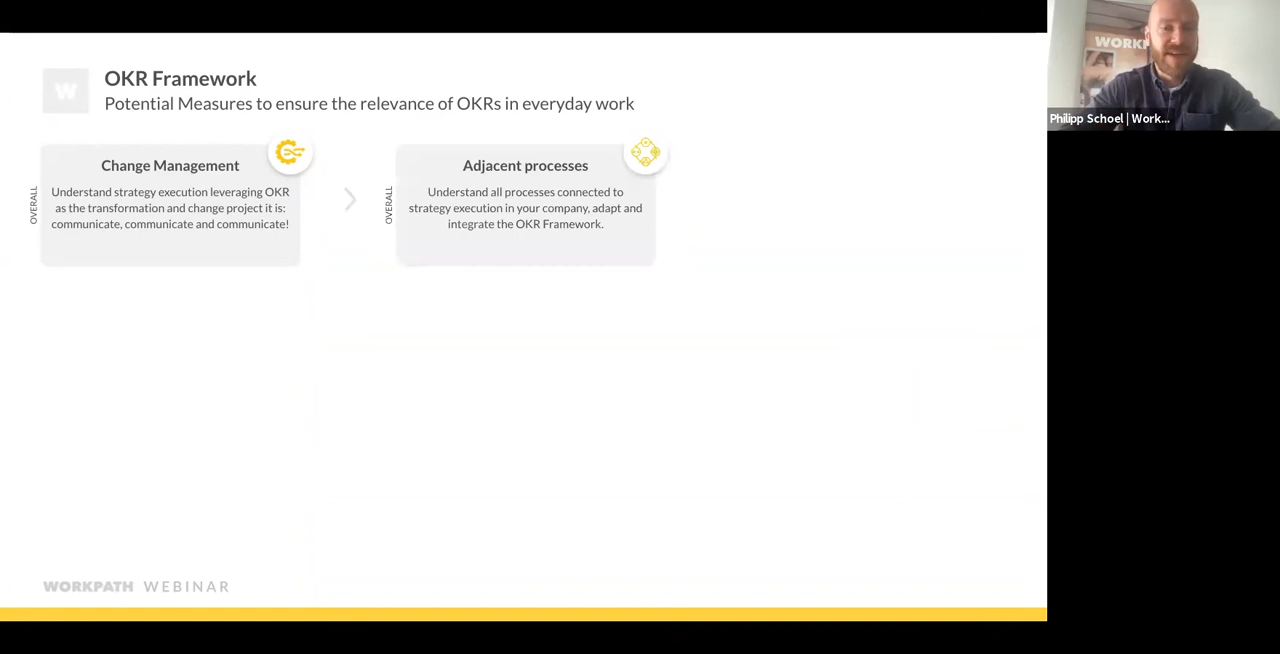 W
OKR Framework
Potential Measures to ensure the relevance of OKRs in everyday work
OVERALL
Change Management
Understand strategy execution leveraging OKR
as the transformation and change project it is:
communicate, communicate and communicate!
OVERALL
Adjacent processes
Understand all processes connected to
strategy execution in your company, adapt and
integrate the OKR Framework.
WORKPATH WEBINAR
Philipp Schoel | Work...